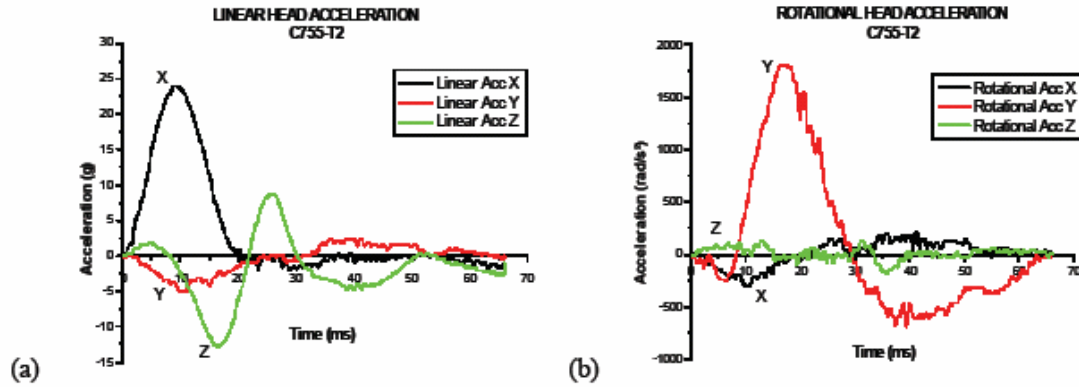 LINEAR HEAD ACCELERATION
C755-T2
30
25
20
15
10
5
0
-5
-10
-15
Acceleration (g)
X
Y
Z
Linear Acc X
Linear Acc Y
Linear Acc Z
0
10
20
30
40
50
60
70
Time (ms)
(a)
ROTATIONAL HEAD ACCELERATION
C755-T2
2000
1500
1000
500
0
-500
-1000
Acceleration (rad/s²)
Y
Z
X
Rotational Acc X
Rotational Acc Y
Rotational Acc Z
0
10
20
30
40
50
60
70
Time (ms)
(b)